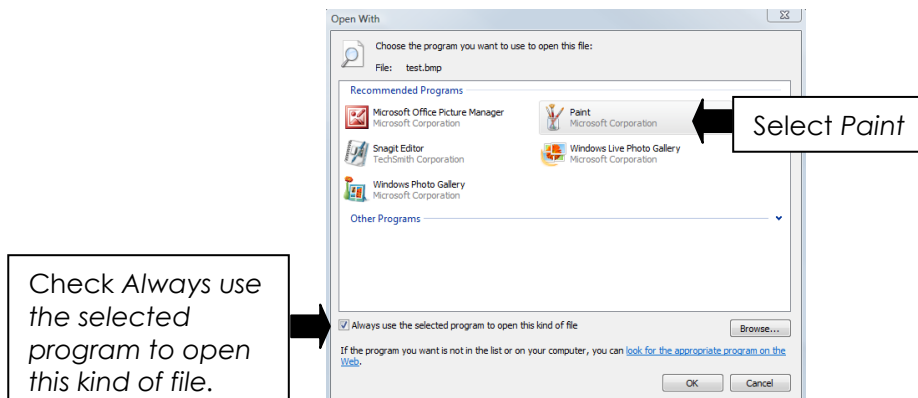 Open With
Choose the program you want to use to open this file:
File: test.bmp
Recommended Programs
Microsoft Office Picture Manager
Microsoft Corporation
Paint
Microsoft Corporation
Select Paint
Snagit Editor
TechSmith Corporation
Windows Live Photo Gallery
Microsoft Corporation
Windows Photo Gallery
Microsoft Corporation
Other Programs
Check Always use
the selected
program to open
this kind of file.
Always use the selected program to open this kind of file
Browse...
If the program you want is not in the list or on your computer, you can look for the appropriate program on the
Web.
OK Cancel